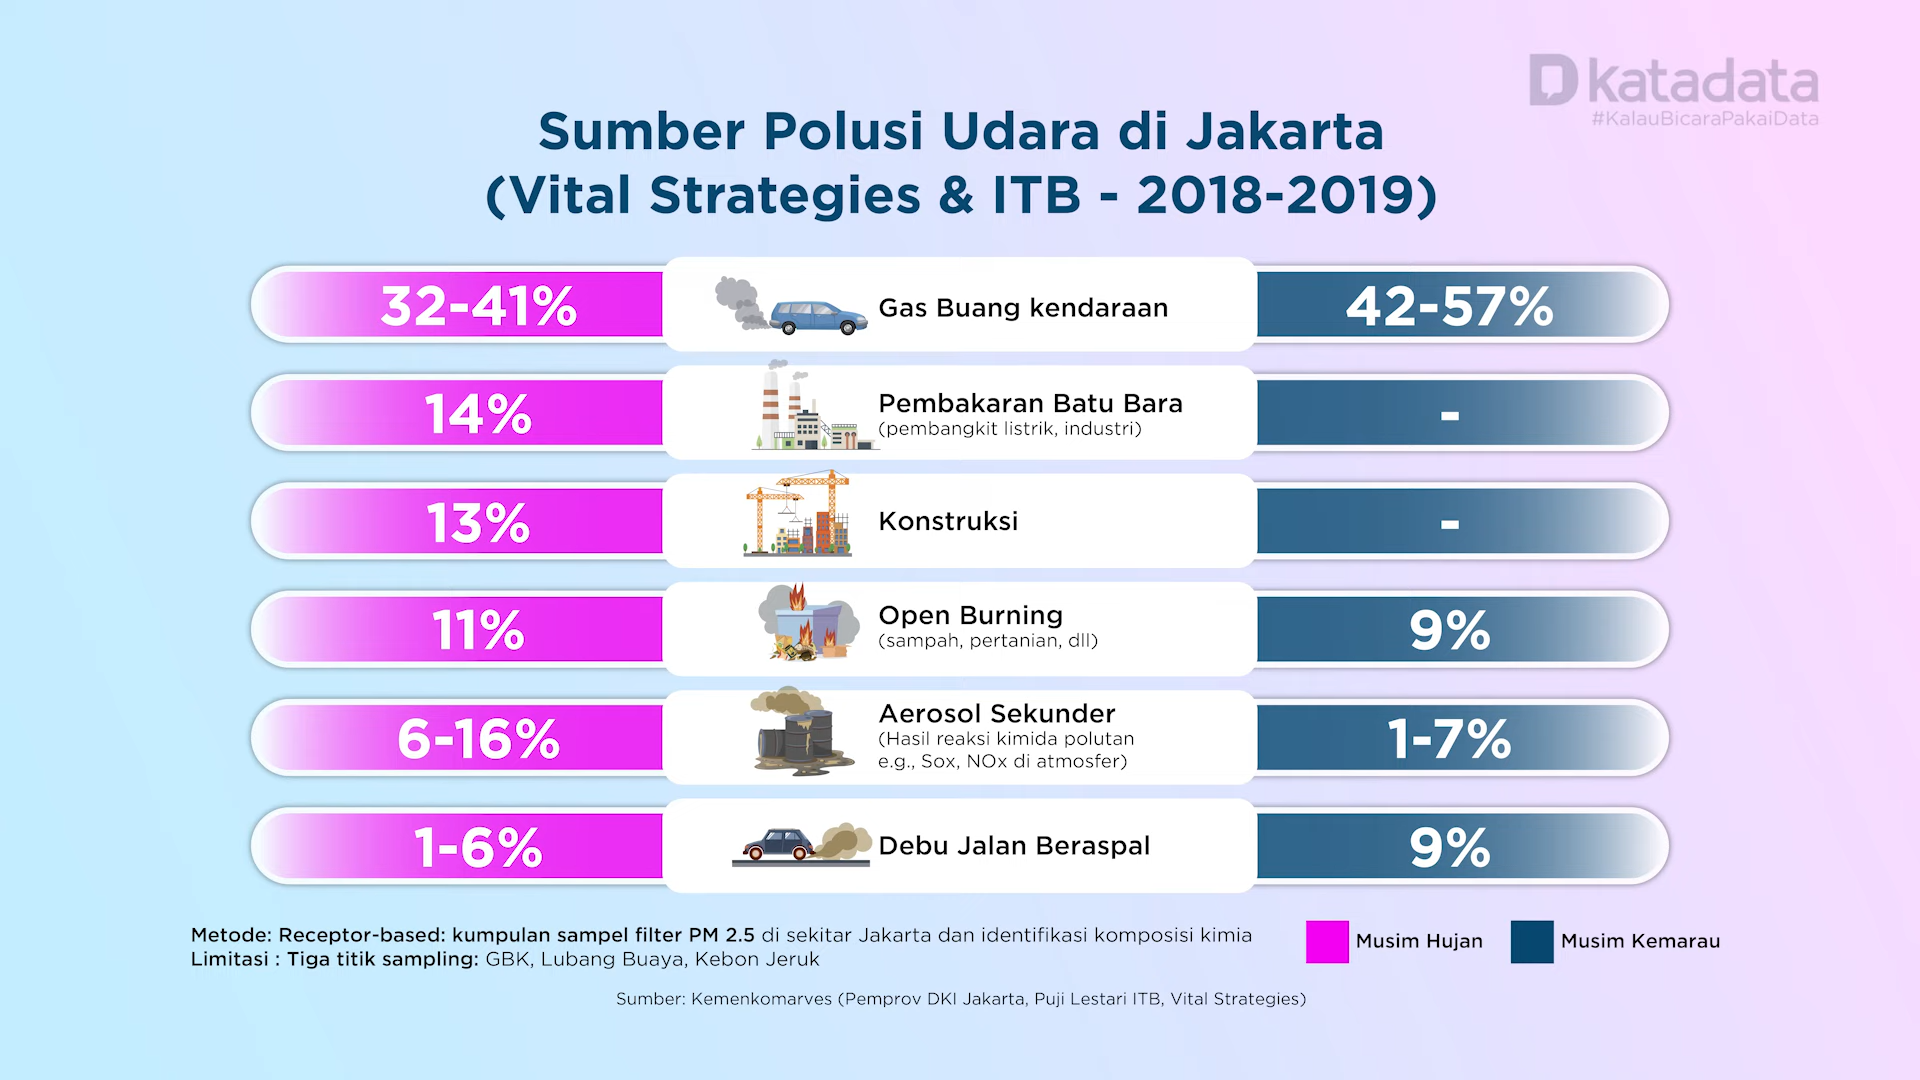 katadata
#KalauBicaraPakaiData
Sumber Polusi Udara di Jakarta
(Vital Strategies & ITB - 2018-2019)
32-41%
Gas Buang kendaraan
42-57%
14%
Pembakaran Batu Bara
(pembangkit listrik, industri)
-
13%
Konstruksi
-
11%
Open Burning
(sampah, pertanian, dll)
9%
6-16%
Aerosol Sekunder
(Hasil reaksi kimida polutan
e.g., Sox, NOx di atmosfer)
1-7%
1-6%
Debu Jalan Beraspal
9%
Metode: Receptor-based: kumpulan sampel filter PM 2.5 di sekitar Jakarta dan identifikasi komposisi kimia
Limitasi : Tiga titik sampling: GBK, Lubang Buaya, Kebon Jeruk
Musim Hujan
Musim Kemarau
Sumber: Kemenkomarves (Pemprov DKI Jakarta, Puji Lestari ITB, Vital Strategies)